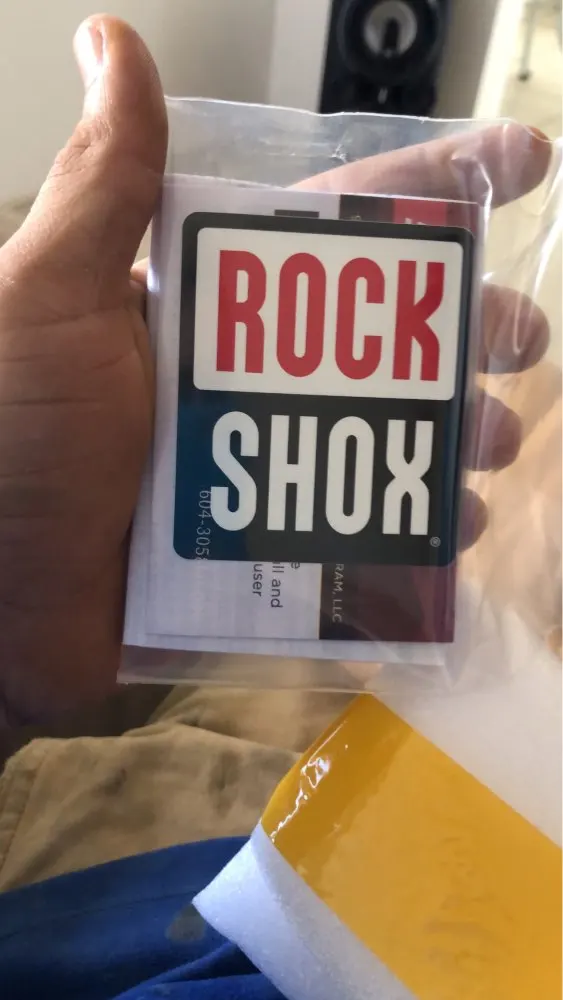 ROCK
SHOX
®
604-305
ll and
user
RAM, LLC